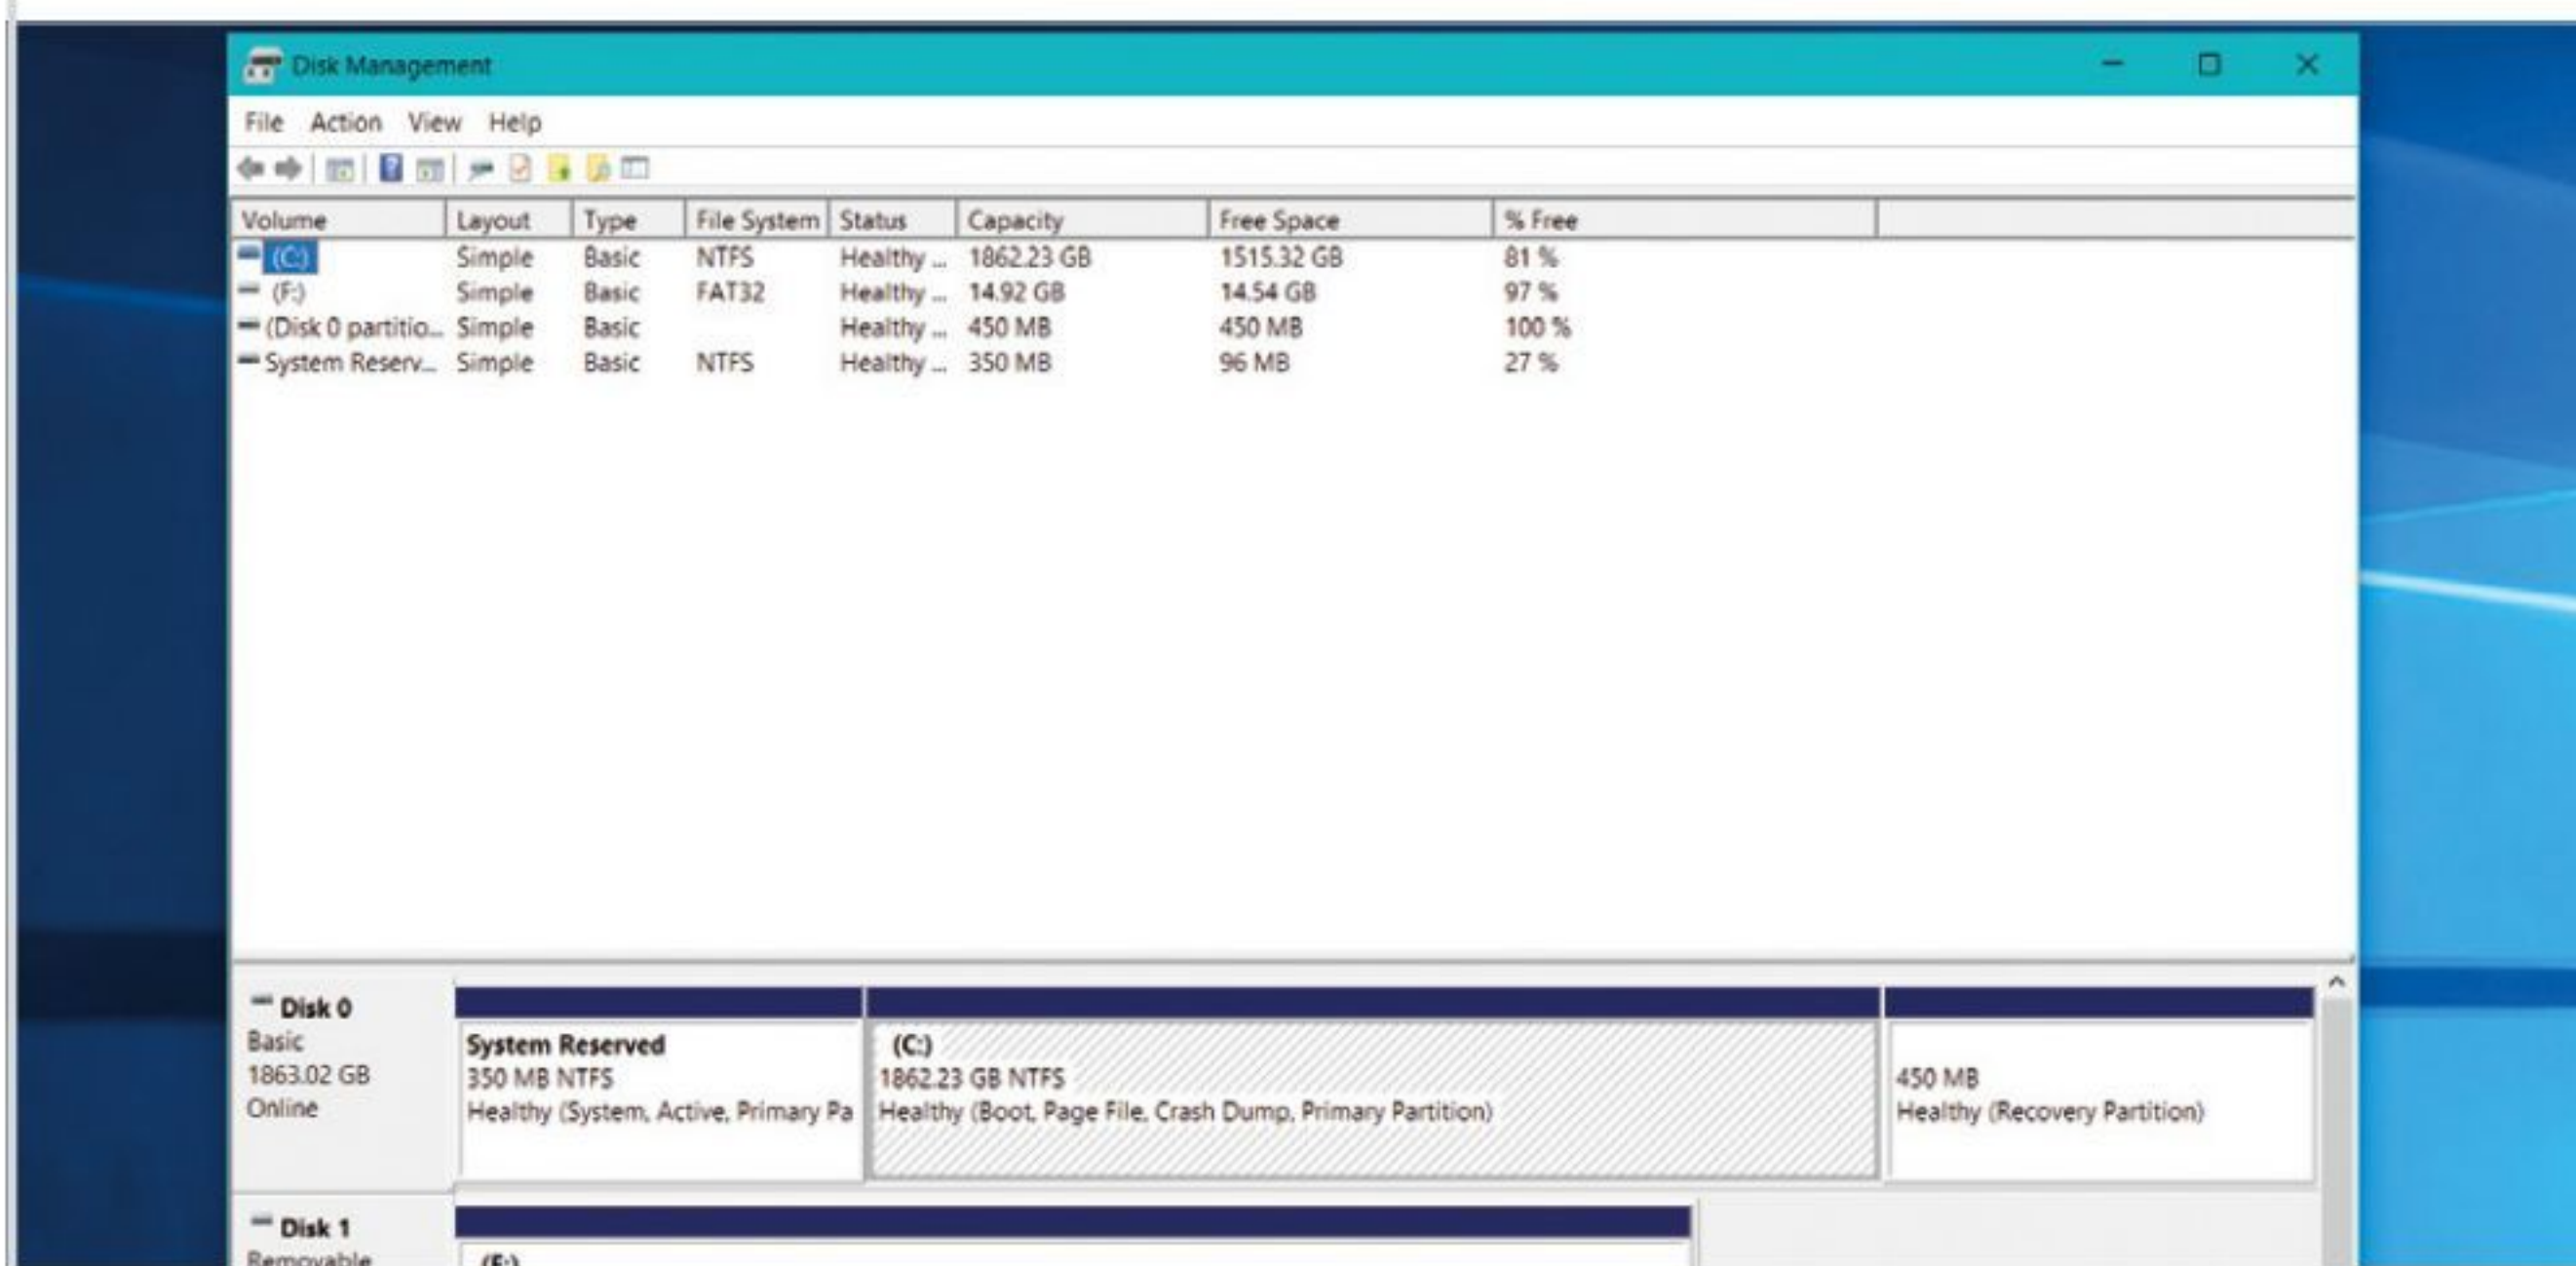 Disk Management
File Action View Help
Volume Layout Type File System Status Capacity Free Space % Free
(C:) Simple Basic NTFS Healthy ... 1862.23 GB 1515.32 GB 81 %
(F:) Simple Basic FAT32 Healthy ... 14.92 GB 14.54 GB 97 %
(Disk 0 partitio... Simple Basic Healthy ... 450 MB 450 MB 100 %
System Reserv... Simple Basic NTFS Healthy ... 350 MB 96 MB 27 %
Disk 0
Basic
1863.02 GB
Online
System Reserved
350 MB NTFS
Healthy (System, Active, Primary Pa
(C:)
1862.23 GB NTFS
Healthy (Boot, Page File, Crash Dump, Primary Partition)
450 MB
Healthy (Recovery Partition)
Disk 1
Removable
(F:)